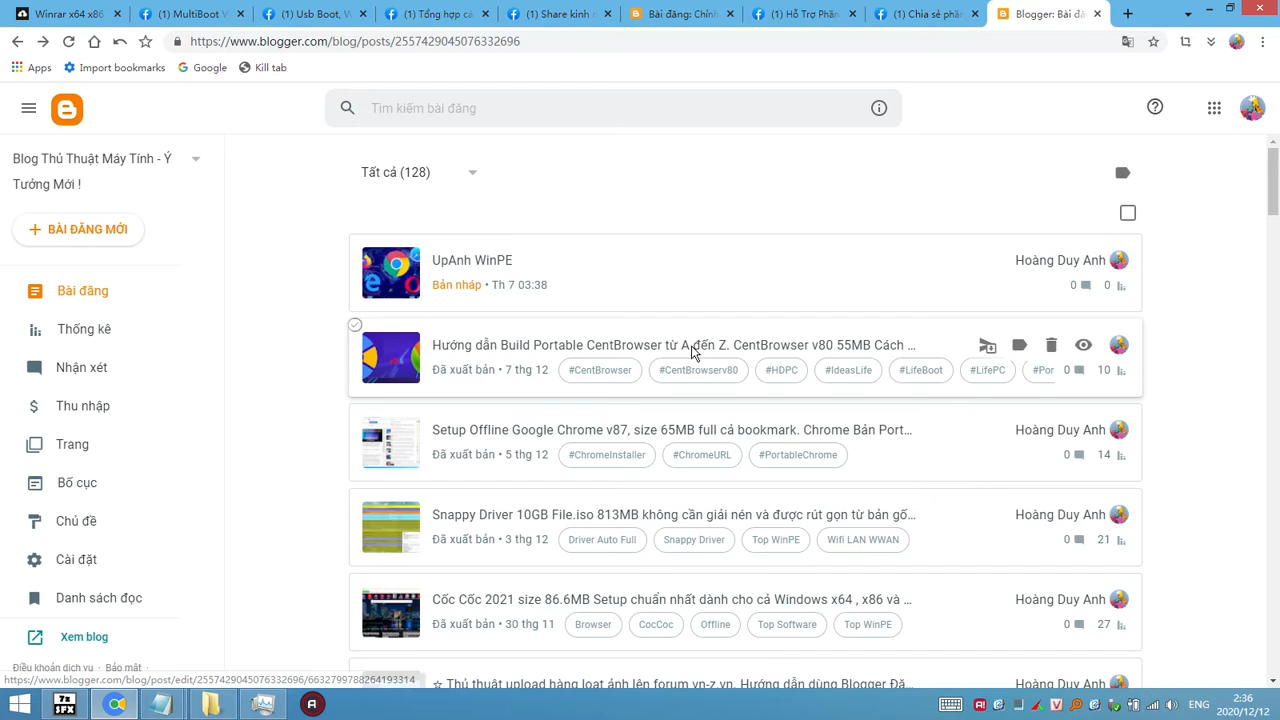 Windows x64 x86
(MultiBoot V
(Usb Boot, W
(Tổng hợp c
(Share kinh n
Bài đăng: Chỉnh
(Hỗ Trợ Phần
(Chia sẻ phần
Blogger: Bài đă
https://www.blogger.com/blog/posts/2557429045076332696
Apps Import bookmarks Google Kill tab
Tìm kiếm bài đăng
Blog Thủ Thuật Máy Tính - Ý
Tưởng Mới !
BÀI ĐĂNG MỚI
Bài đăng
Thống kê
Nhận xét
Thu nhập
Trang
Bố cục
Chủ đề
Cài đặt
Danh sách đọc
Xem blog
Điều khoản dịch vụ · Bảo mật ·
Tất cả (128)
UpAnh WinPE
Hoàng Duy Anh
Bản nháp • Th 7 03:38
0 0
Hướng dẫn Build Portable CentBrowser từ A đến Z. CentBrowser v80 55MB Cách ...
Đã xuất bản • 7 thg 12 #CentBrowser #CentBrowserv80 #HDPC #IdeasLife #LifeBoot #LifePC #Por 0 10
Setup Offline Google Chrome v87, size 65MB full cả bookmark. Chrome Bản Port...
Hoàng Duy Anh
Đã xuất bản • 5 thg 12 #ChromeInstaller #ChromeURL #PortableChrome 0 14
Snappy Driver 10GB File.iso 813MB không cần giải nén và được rút gọn từ bản gố...
Hoàng Duy Anh
Đã xuất bản • 3 thg 12 Driver Auto Full Snappy Driver Top WinPE Wifi LAN WWAN 0 21
Cốc Cốc 2021 size 86.6MB Setup chuẩn nhất dành cho cả Windows x64 , x86 và ...
Hoàng Duy Anh
Đã xuất bản • 30 thg 11 Browser CocCoc Offline Top Software Top WinPE 0 27
☆ Thủ thuật upload hàng loạt ảnh lên forum vn-z.vn. Hướng dẫn dùng Blogger Đă...
https://www.blogger.com/blog/post/edit/2557429045076332696/6632799788264193314
7z SFX
ENG
2:36
2020/12/12